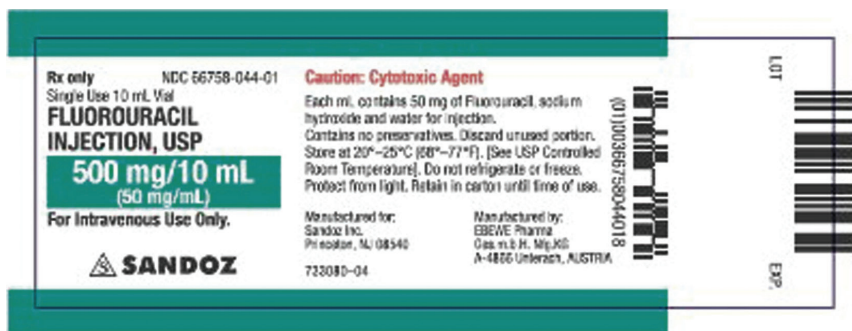 Rx only NDC 66758-044-01
Single Use 10 mL Vial
FLUOROURACIL
INJECTION, USP
500 mg/10 mL
(50 mg/mL)
For Intravenous Use Only.
SANDOZ
Caution: Cytotoxic Agent
Each mL contains 50 mg of Fluorouracil, sodium
hydroxide and water for injection.
Contains no preservatives. Discard unused portion.
Store at 20°–25°C (68°–77°F). [See USP Controlled
Room Temperature]. Do not refrigerate or freeze.
Protect from light. Retain in carton until time of use.
Manufactured for:
Sandoz Inc.
Princeton, NJ 08540
733080-04
Manufactured by:
EBEWE Pharma
Ges.m.b.H. Nfg.KG
A-4866 Unterach, AUSTRIA
(01)00366758044018
LOT
EXP.